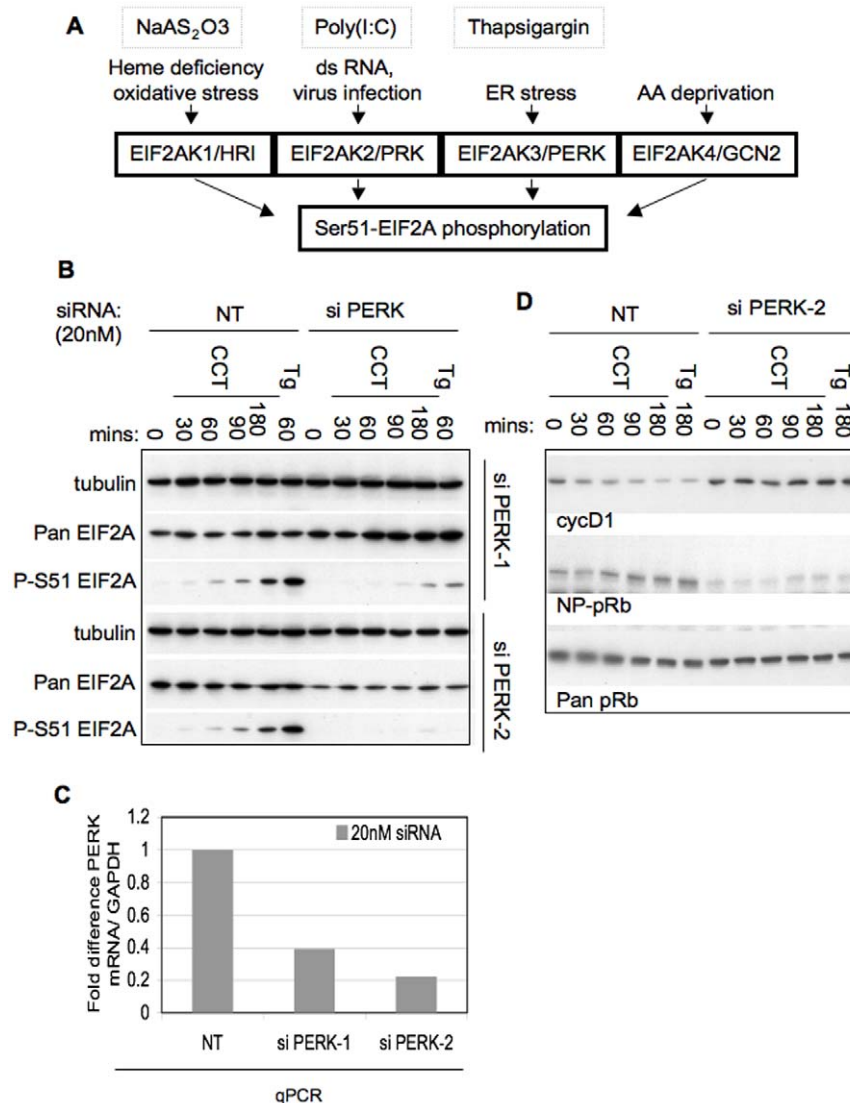 A
NaAS2O3 Poly(I:C) Thapsigargin
Heme deficiency
oxidative stress
ds RNA,
virus infection
ER stress
AA deprivation
EIF2AK1/HRI EIF2AK2/PRK EIF2AK3/PERK EIF2AK4/GCN2
Ser51-EIF2A phosphorylation
B
siRNA:
(20nM)
NT si PERK
CCT Tg CCT Tg
mins: 0 30 60 90 180 60 0 30 60 90 180 60
tubulin
Pan EIF2A
P-S51 EIF2A
si PERK-1
tubulin
Pan EIF2A
P-S51 EIF2A
si PERK-2
D
NT si PERK-2
CCT Tg CCT Tg
mins: 0 30 60 90 180 180 0 30 60 90 180 180
cycD1
NP-pRb
Pan pRb
C
Fold difference PERK
mRNA/ GAPDH
1.2
1
0.8
0.6
0.4
0.2
0
20nM siRNA
NT si PERK-1 si PERK-2
qPCR